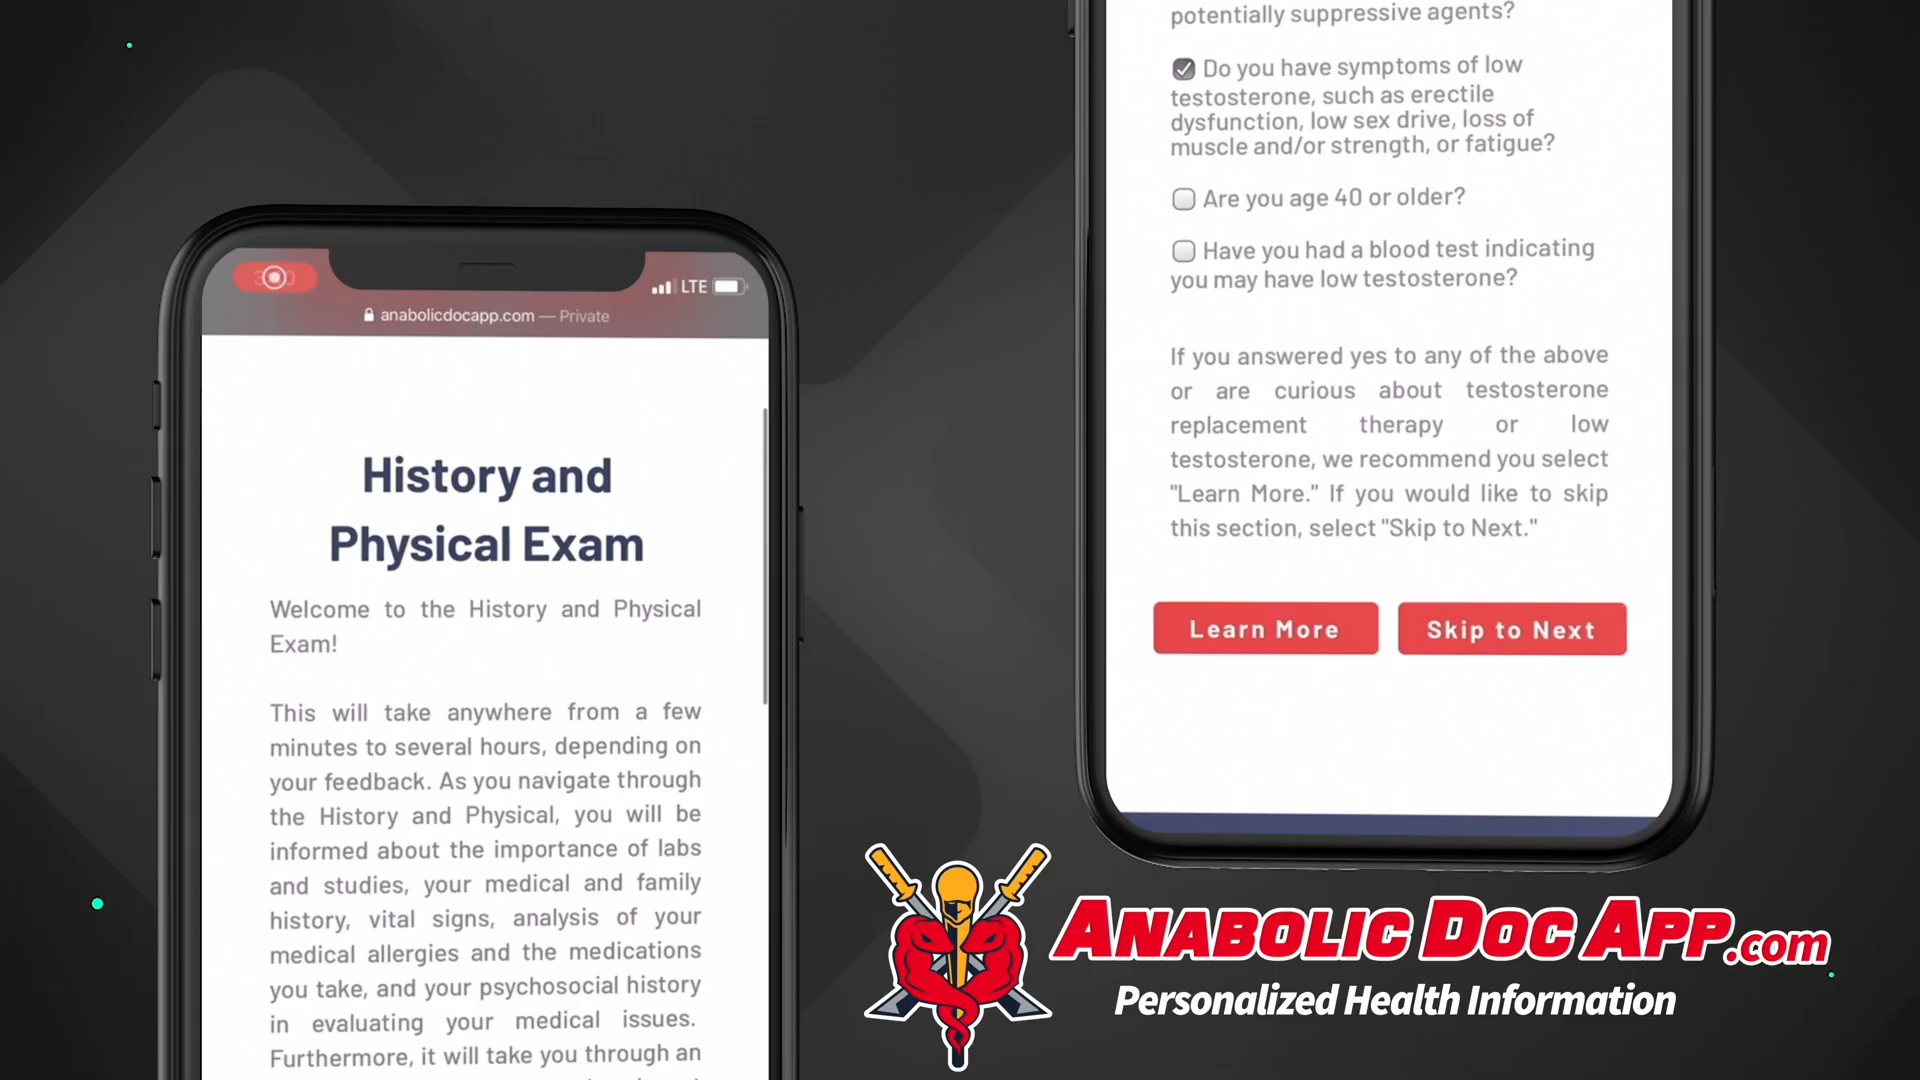 LTE
anabolicdocapp.com — Private
History and
Physical Exam
Welcome to the History and Physical
Exam!
This will take anywhere from a few
minutes to several hours, depending on
your feedback. As you navigate through
the History and Physical, you will be
informed about the importance of labs
and studies, your medical and family
history, vital signs, analysis of your
medical allergies and the medications
you take, and your psychosocial history
in evaluating your medical issues.
Furthermore, it will take you through an
potentially suppressive agents?
Do you have symptoms of low
testosterone, such as erectile
dysfunction, low sex drive, loss of
muscle and/or strength, or fatigue?
Are you age 40 or older?
Have you had a blood test indicating
you may have low testosterone?
If you answered yes to any of the above
or are curious about testosterone
replacement therapy or low
testosterone, we recommend you select
"Learn More." If you would like to skip
this section, select "Skip to Next."
Learn More
Skip to Next
ANABOLIC DOC APP.com
Personalized Health Information